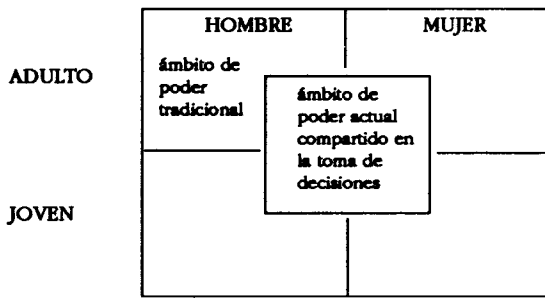 HOMBRE MUJER
ADULTO
ámbito de
poder
tradicional
ámbito de
poder actual
compartido en
la toma de
decisiones
JOVEN